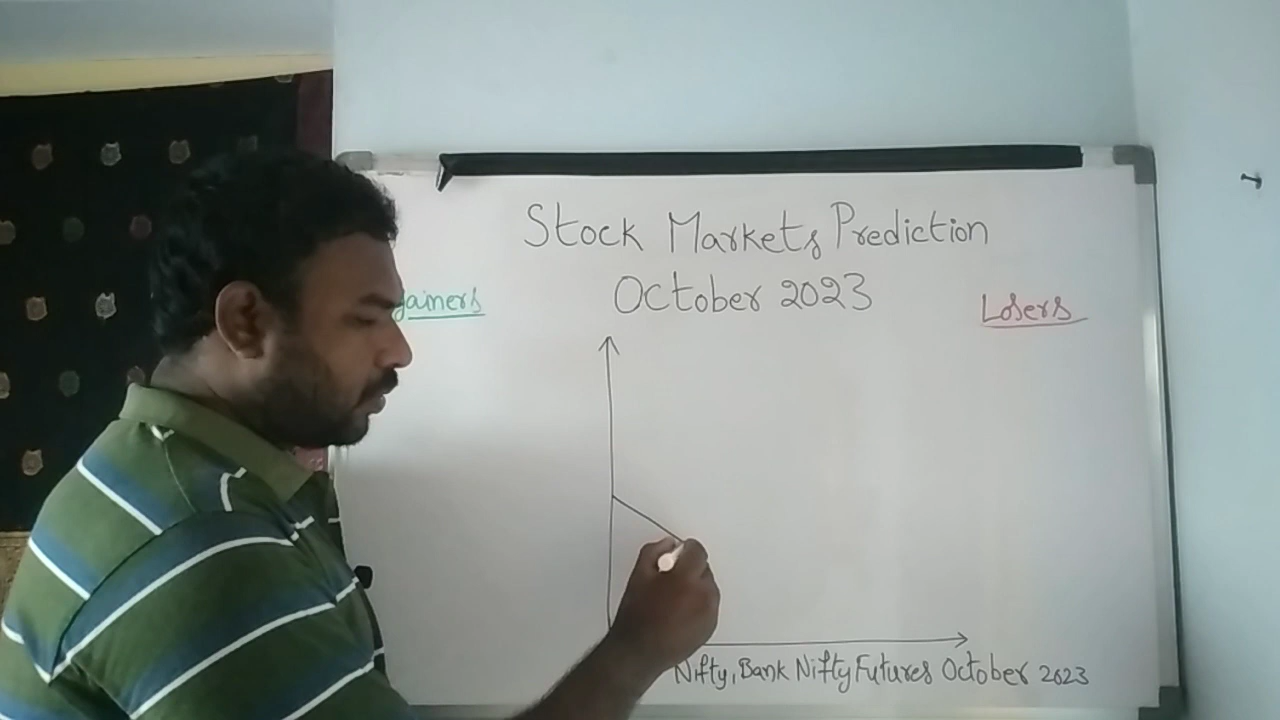 Stock Markets Prediction
October 2023
Gainers
Losers
Nifty, Bank Nifty Futures October 2023